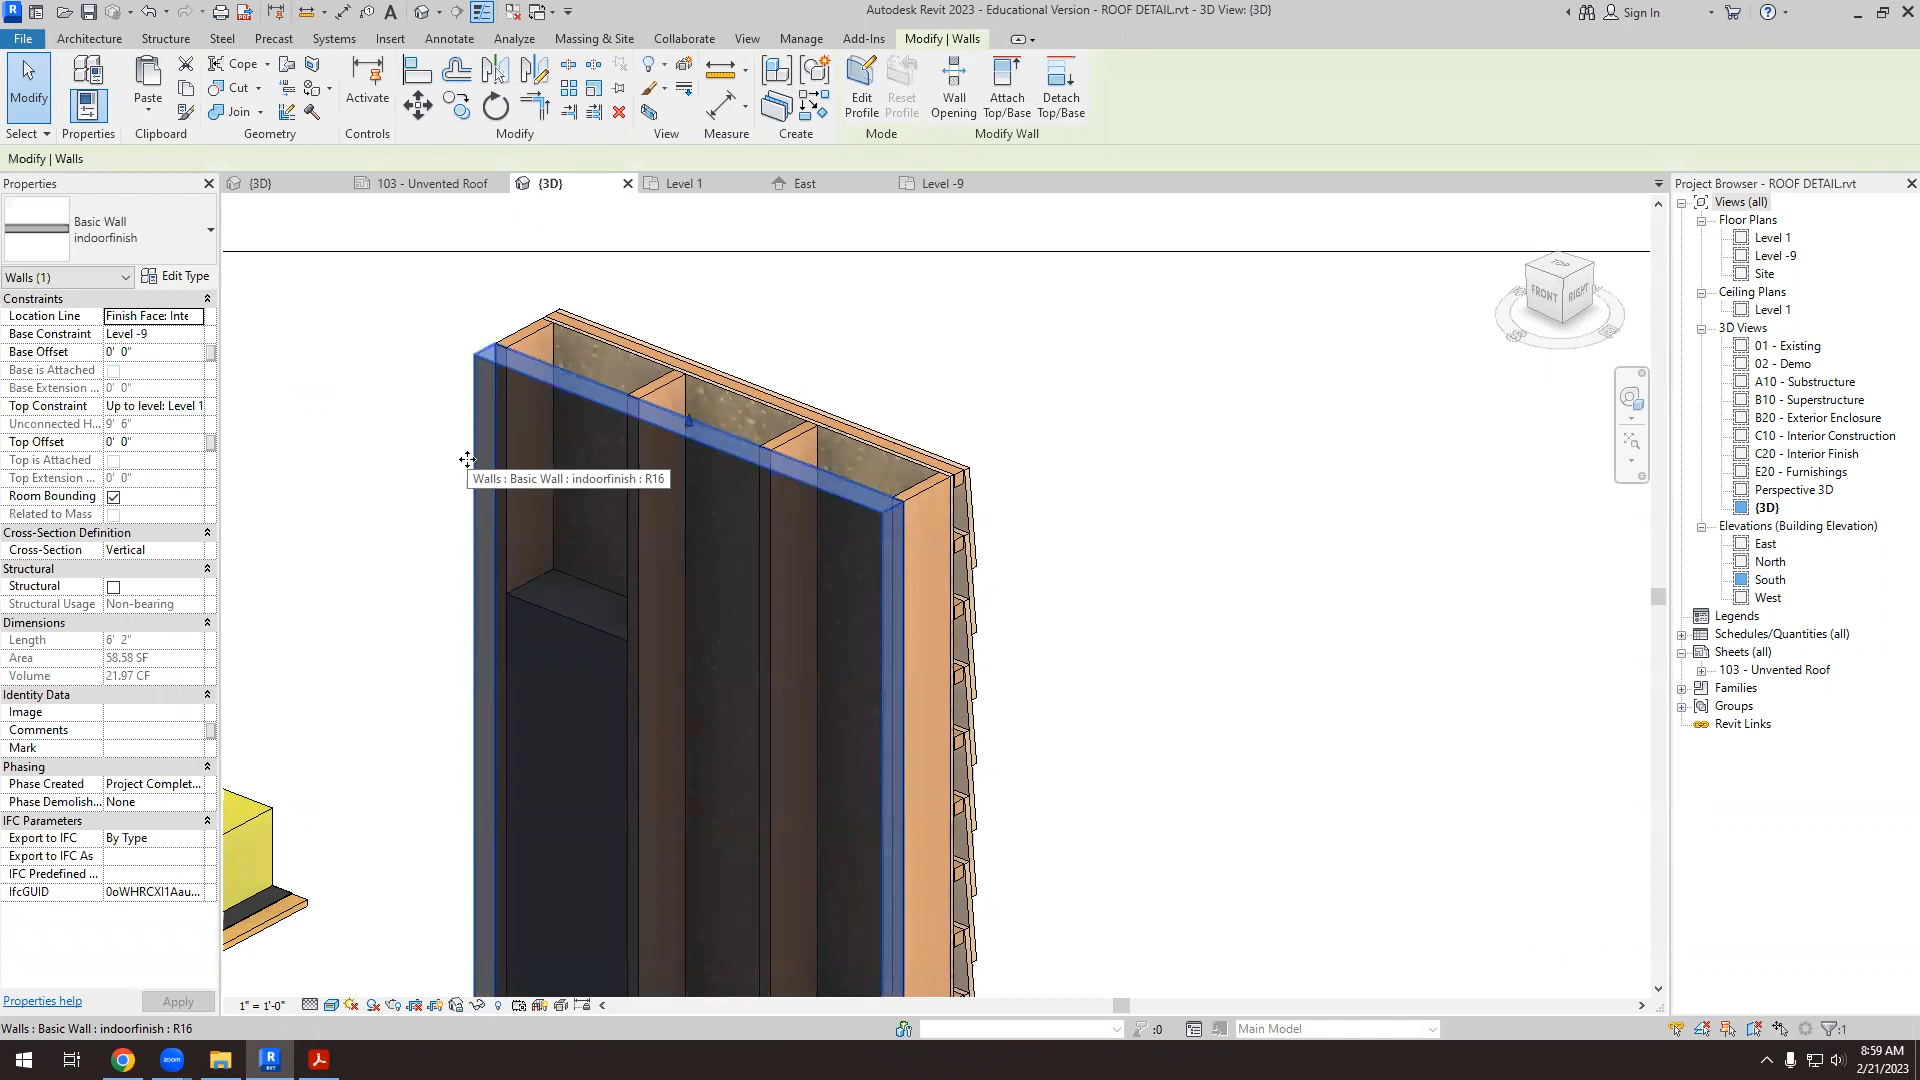 Autodesk Revit 2023 - Educational Version - ROOF DETAIL.rvt - 3D View: {3D}
Sign In
File
Architecture
Structure
Steel
Precast
Systems
Insert
Annotate
Analyze
Massing & Site
Collaborate
View
Manage
Add-Ins
Modify | Walls
Modify
Properties
Paste
Cope
Cut
Join
Activate
Edit
Profile
Reset
Profile
Wall
Opening
Attach
Top/Base
Detach
Top/Base
Select
Properties
Clipboard
Geometry
Controls
Modify
View
Measure
Create
Mode
Modify Wall
Modify | Walls
Properties
{3D}
103 - Unvented Roof
{3D}
Level 1
East
Level -9
Project Browser - ROOF DETAIL.rvt
Basic Wall
indoorfinish
Walls (1)
Edit Type
Constraints
Location Line
Finish Face: Inte
Base Constraint
Level -9
Base Offset
0' 0"
Base is Attached
Base Extension ...
0' 0"
Top Constraint
Up to level: Level 1
Unconnected H...
9' 6"
Top Offset
0' 0"
Top is Attached
Top Extension ...
0' 0"
Room Bounding
Related to Mass
Cross-Section Definition
Cross-Section
Vertical
Structural
Structural
Structural Usage
Non-bearing
Dimensions
Length
6' 2"
Area
58.58 SF
Volume
21.97 CF
Identity Data
Image
Comments
Mark
Phasing
Phase Created
Project Complet...
Phase Demolish...
None
IFC Parameters
Export to IFC
By Type
Export to IFC As
IFC Predefined ...
IfcGUID
0oWHRCXI1Aau...
Properties help
Apply
Walls : Basic Wall : indoorfinish : R16
TOP
FRONT
RIGHT
Views (all)
Floor Plans
Level 1
Level -9
Site
Ceiling Plans
Level 1
3D Views
01 - Existing
02 - Demo
A10 - Substructure
B10 - Superstructure
B20 - Exterior Enclosure
C10 - Interior Construction
C20 - Interior Finish
E20 - Furnishings
Perspective 3D
{3D}
Elevations (Building Elevation)
East
North
South
West
Legends
Schedules/Quantities (all)
Sheets (all)
103 - Unvented Roof
Families
Groups
Revit Links
1" = 1'-0"
Walls : Basic Wall : indoorfinish : R16
:0
Main Model
:1
zoom
R
RVT
8:59 AM
2/21/2023